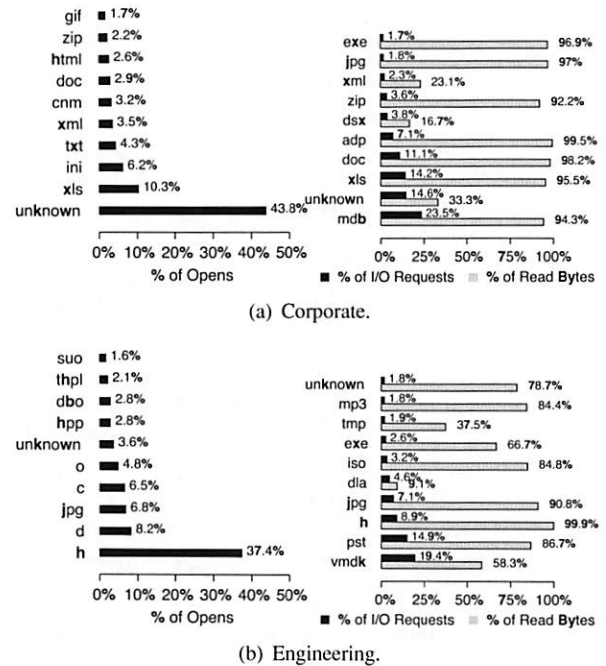 gif 1.7%
zip 2.2%
html 2.6%
doc 2.9%
cnm 3.2%
xml 3.5%
txt 4.3%
ini 6.2%
xls 10.3%
unknown 43.8%
0% 10% 20% 30% 40% 50%
% of Opens
exe 1.7% 96.9%
jpg 1.8% 97%
xml 2.3% 23.1%
zip 3.6% 92.2%
dsx 3.8% 16.7%
adp 7.1% 99.5%
doc 11.1% 98.2%
xls 14.2% 95.5%
unknown 14.6% 33.3%
mdb 23.5% 94.3%
0% 25% 50% 75% 100%
% of I/O Requests % of Read Bytes
(a) Corporate.
suo 1.6%
thpl 2.1%
dbo 2.8%
hpp 2.8%
unknown 3.6%
o 4.8%
c 6.5%
jpg 6.8%
d 8.2%
h 37.4%
0% 10% 20% 30% 40% 50%
% of Opens
unknown 1.8% 78.7%
mp3 1.8% 84.4%
tmp 1.9% 37.5%
exe 2.6% 66.7%
iso 3.2% 84.8%
dla 4.6% 9.1%
jpg 7.1% 90.8%
h 8.9% 99.9%
pst 14.9% 86.7%
vmdk 19.4% 58.3%
0% 25% 50% 75% 100%
% of I/O Requests % of Read Bytes
(b) Engineering.